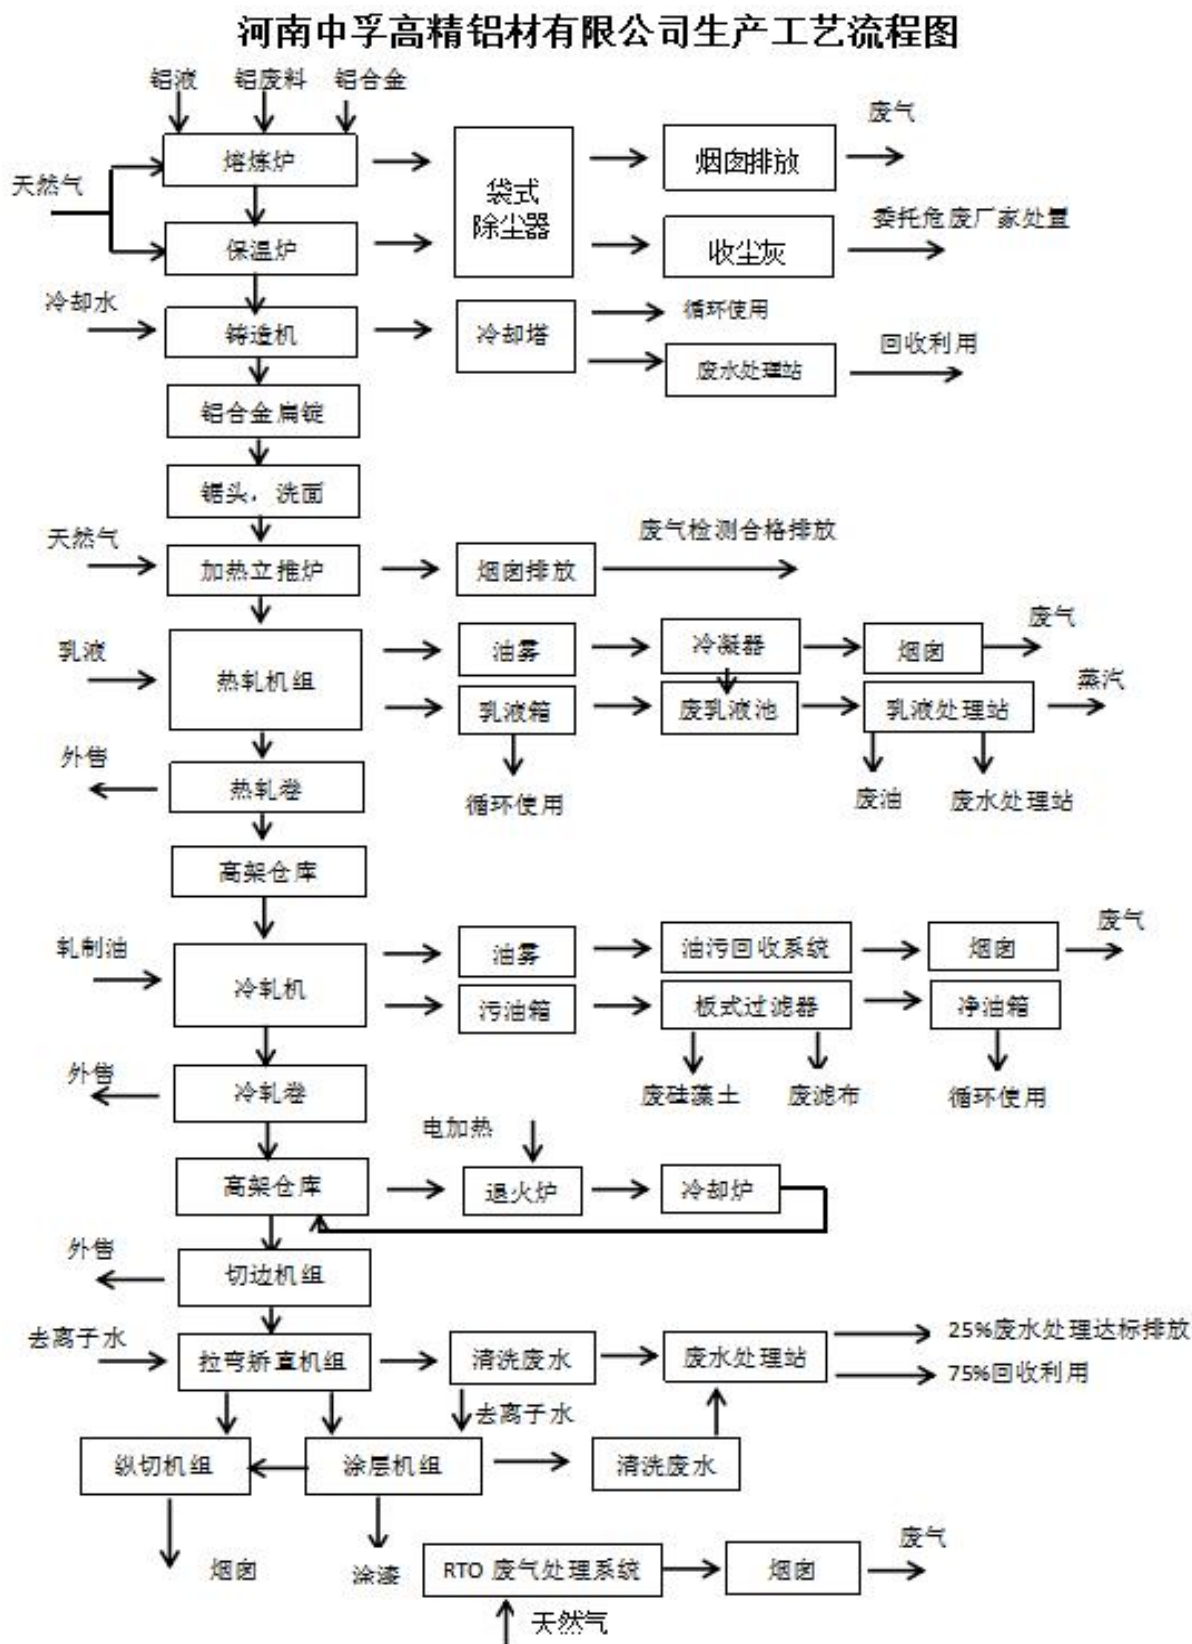 河南中孚高精铝材有限公司生产工艺流程图
铝液 铝废料 铝合金
废气
熔炼炉
袋式
除尘器
烟囱排放
天然气
委托危废厂家处置
保温炉
收尘灰
冷却水
循环使用
铸造机
冷却塔
回收利用
废水处理站
铝合金扁锭
锯头，洗面
天然气
废气检测合格排放
加热立推炉
烟囱排放
乳液
热轧机组
油雾
冷凝器
烟囱
废气
乳液箱
废乳液池
乳液处理站
蒸汽
外售
热轧卷
循环使用
废油
废水处理站
高架仓库
轧制油
冷轧机
油雾
油污回收系统
烟囱
废气
污油箱
板式过滤器
净油箱
外售
冷轧卷
废硅藻土
废滤布
循环使用
电加热
高架仓库
退火炉
冷却炉
外售
切边机组
去离子水
拉弯矫直机组
清洗废水
废水处理站
25%废水处理达标排放
75%回收利用
去离子水
纵切机组
涂层机组
清洗废水
烟囱
涂漆
RTO 废气处理系统
烟囱
废气
天然气